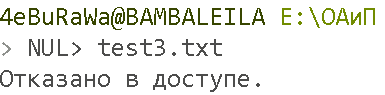 4eBuRaWa@BAMBALEILA E:\ОАиП
> NUL> test3.txt
Отказано в доступе.